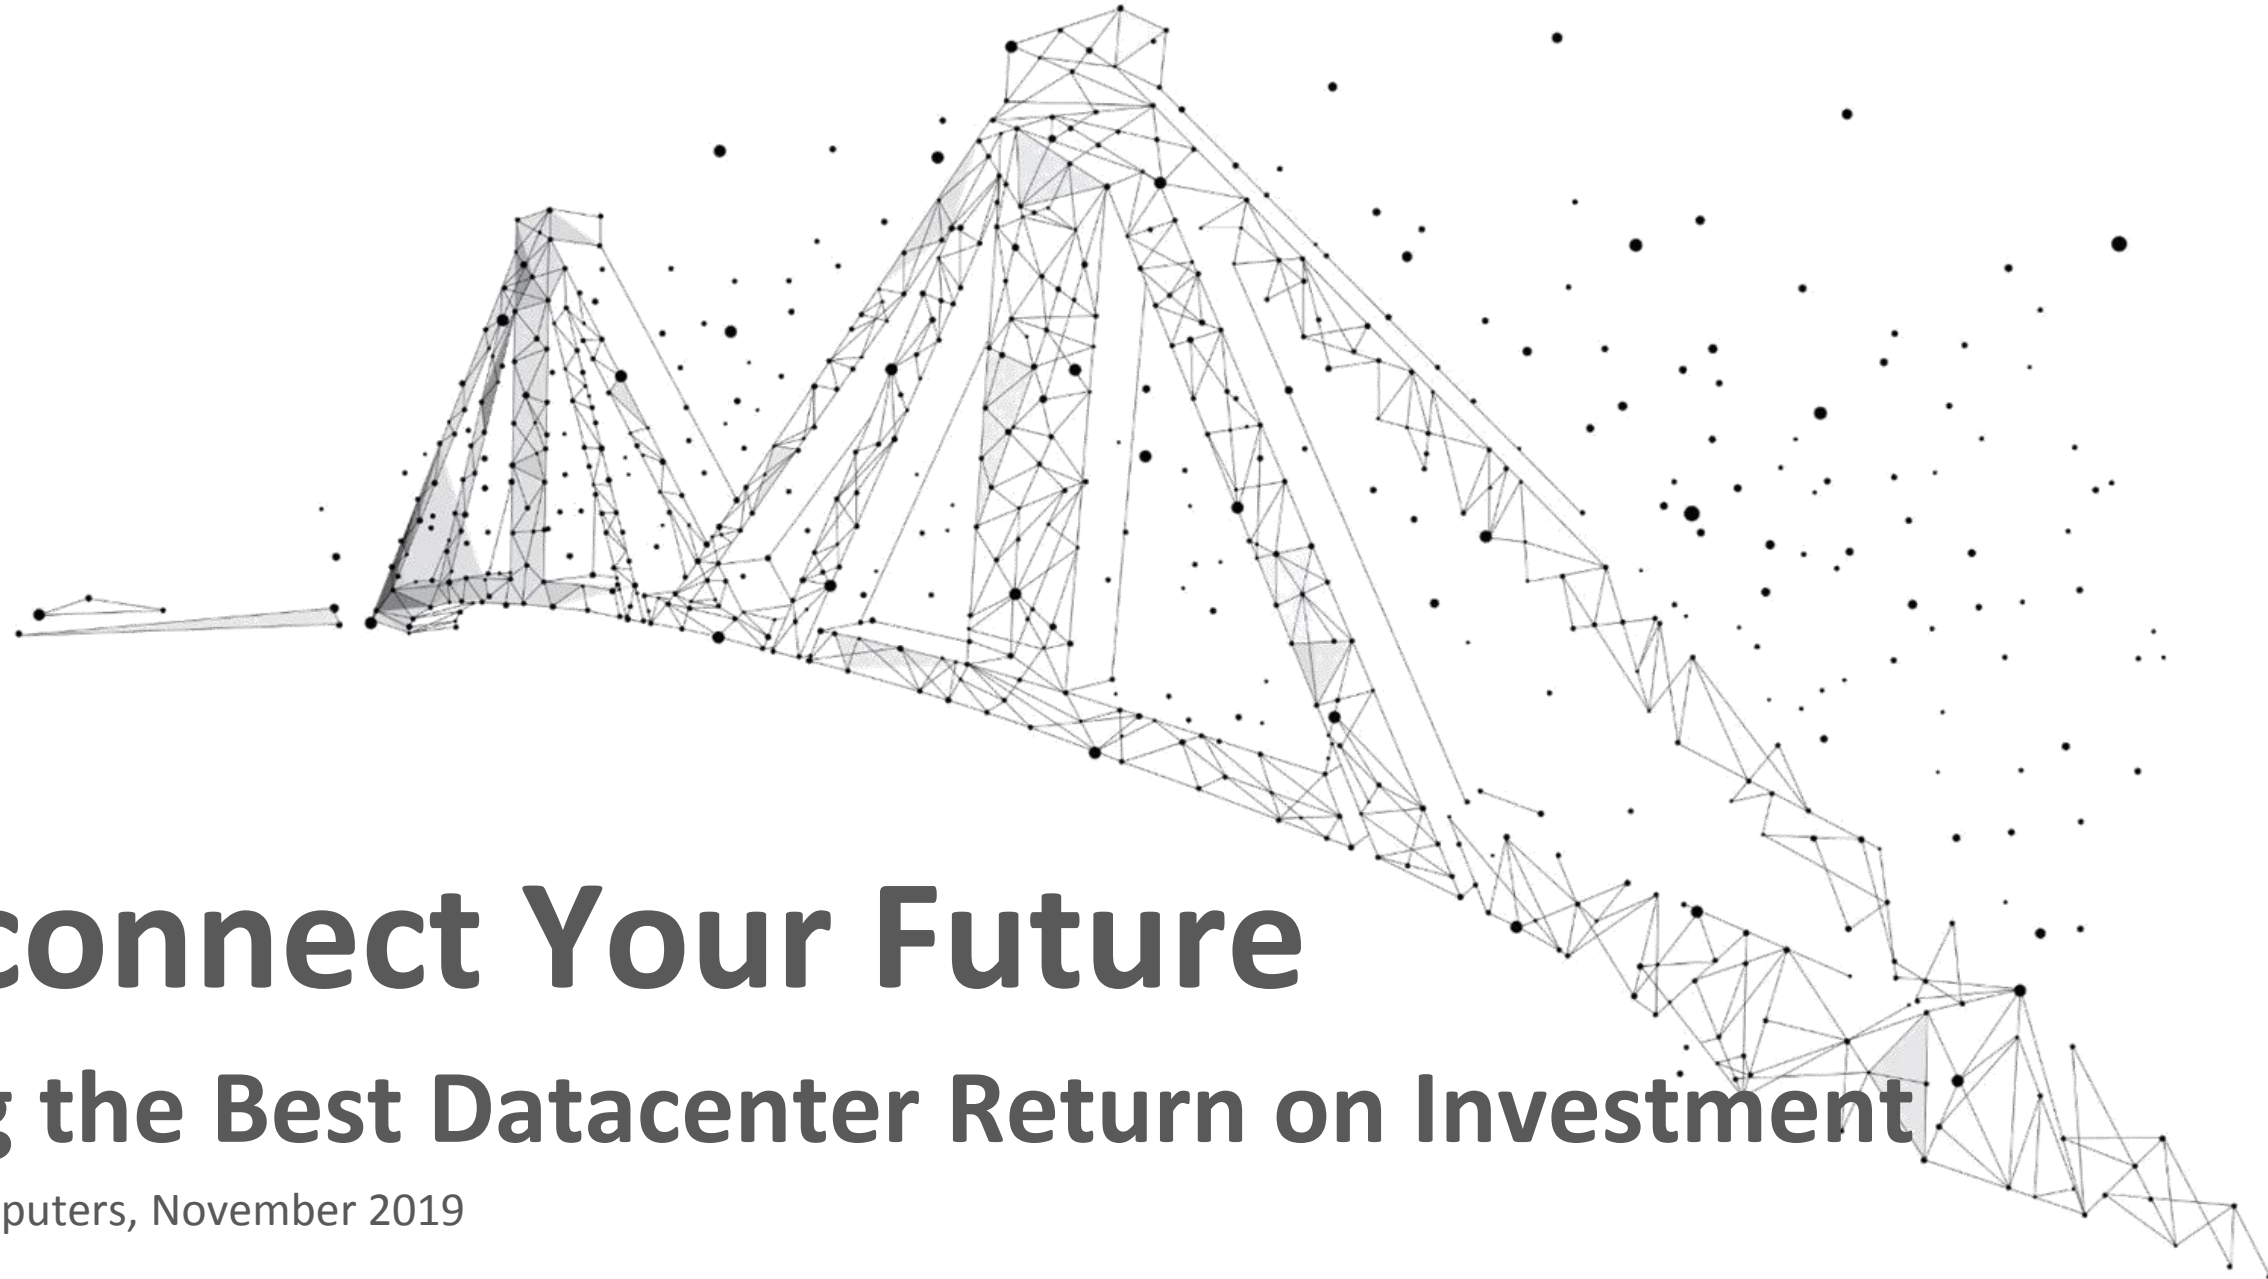 connect Your Future
g the Best Datacenter Return on Investment
puters, November 2019